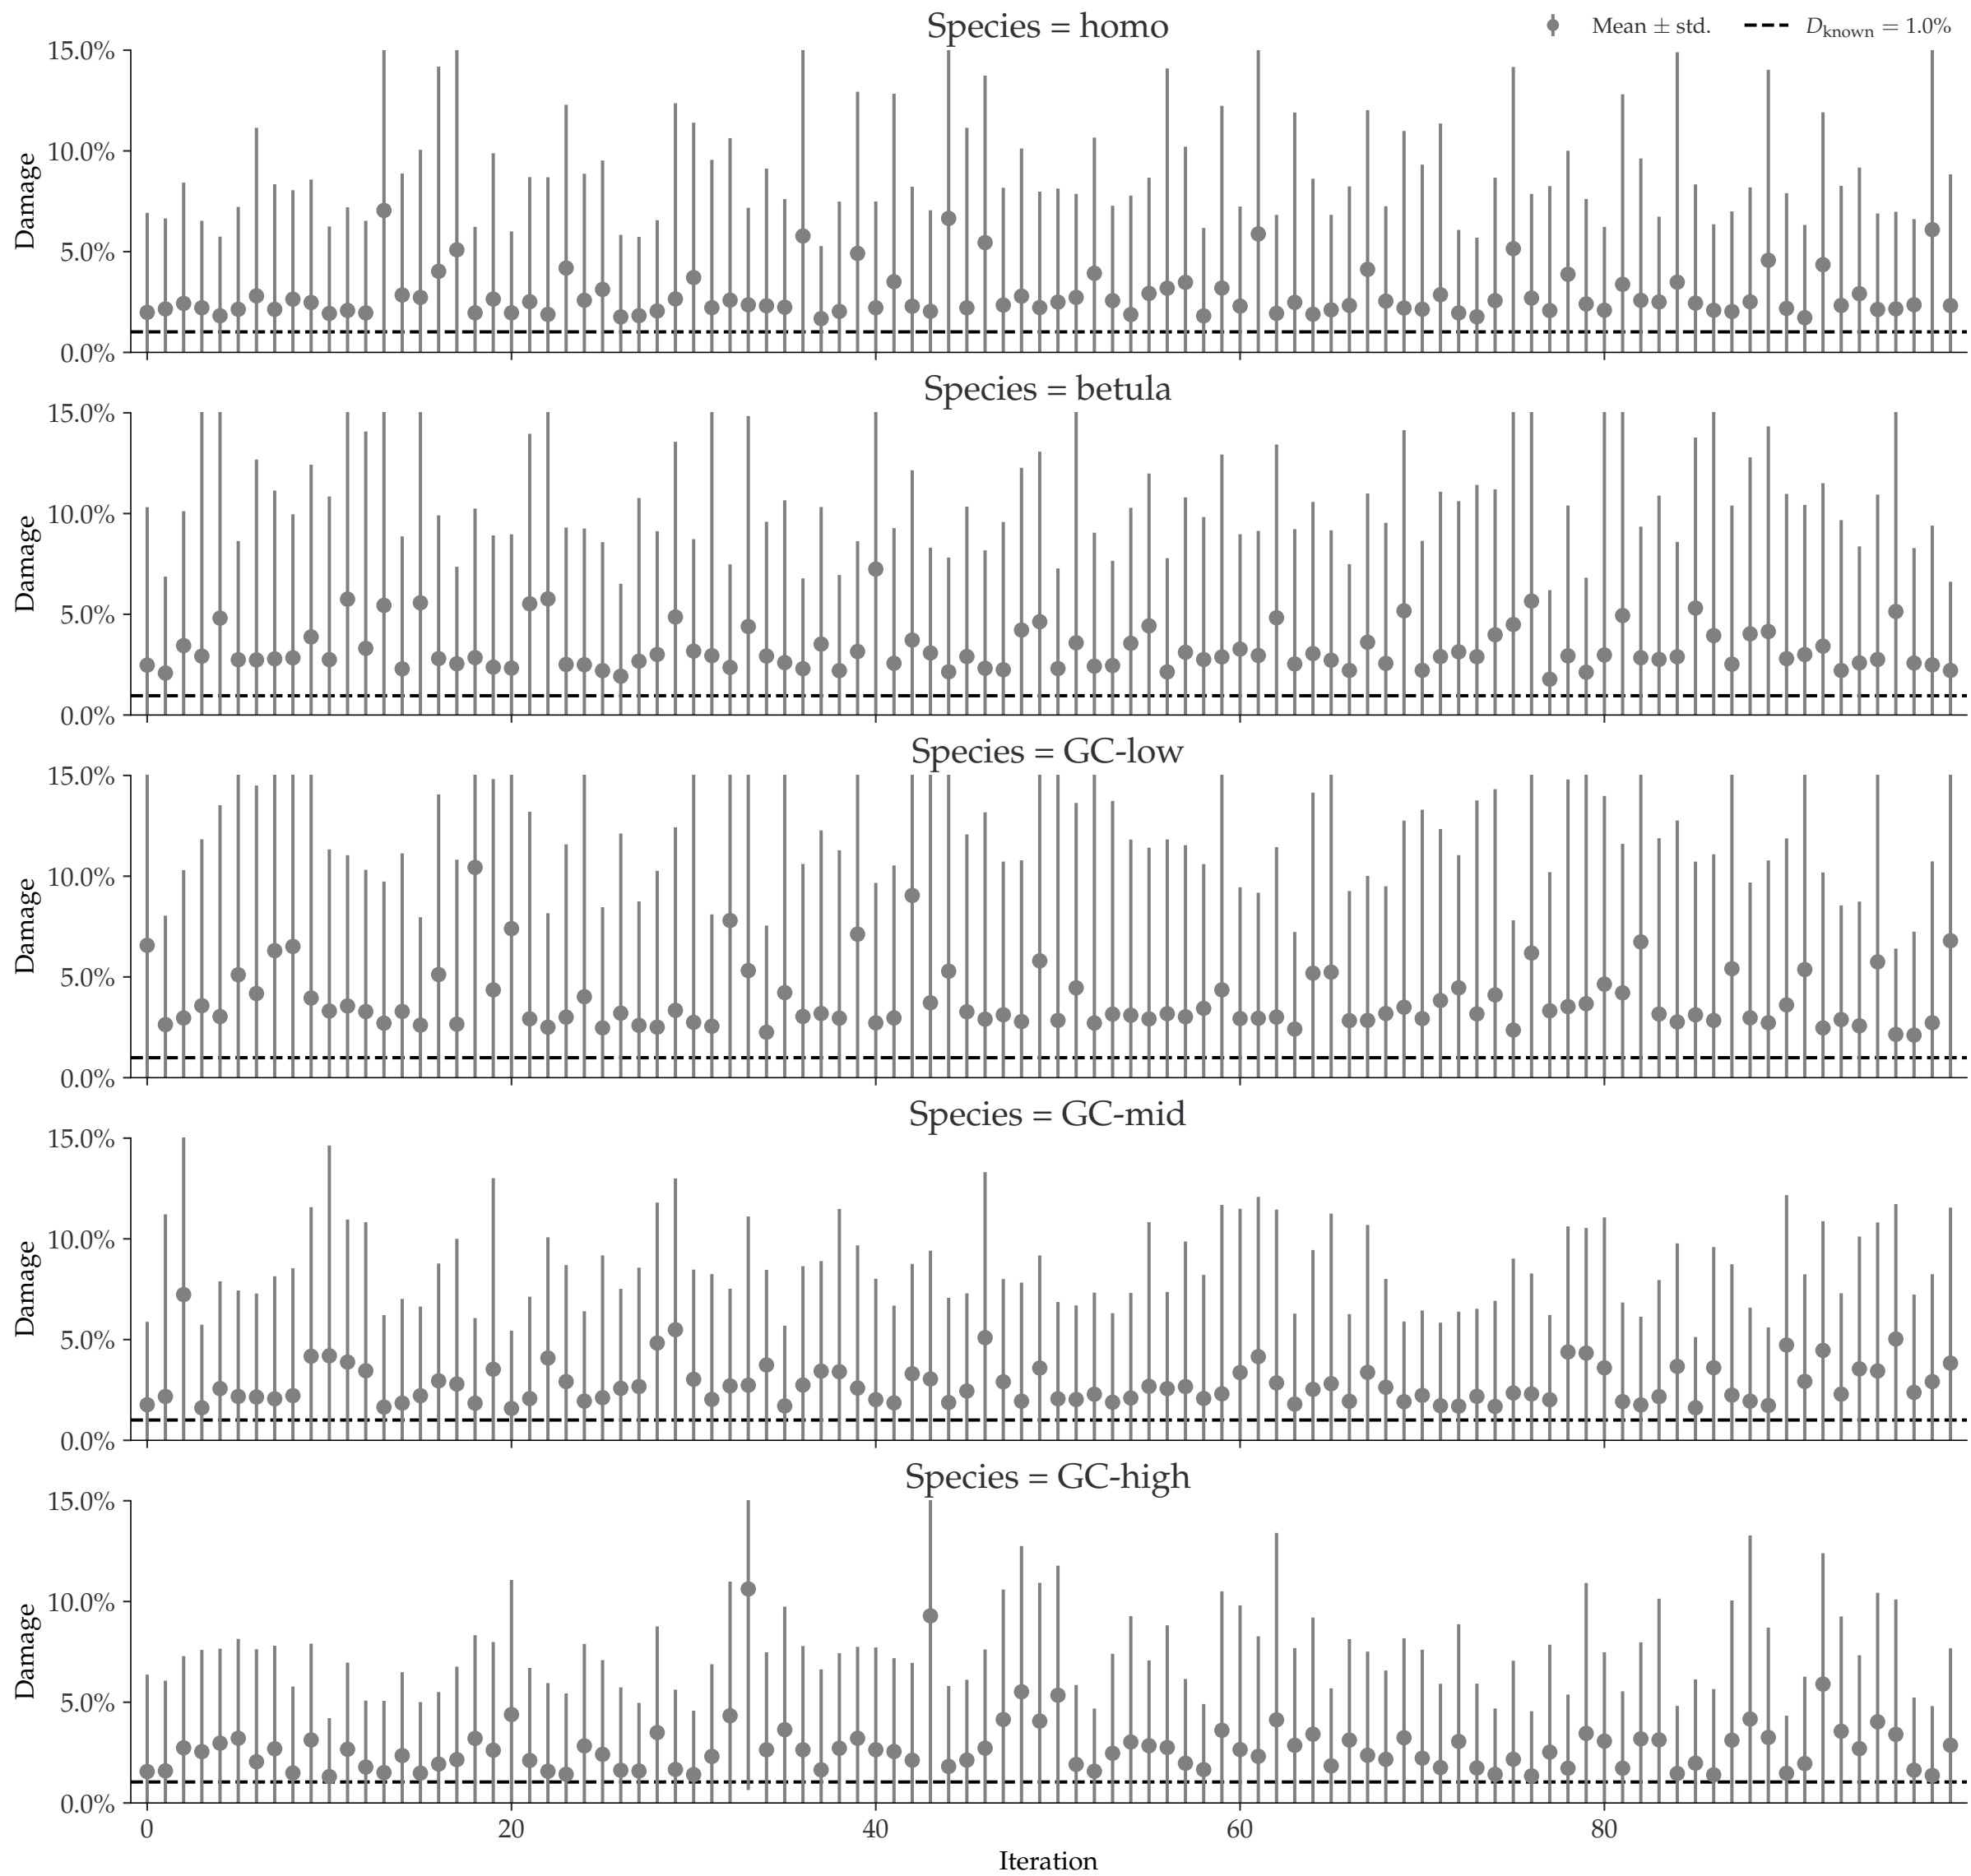 Species = homo
Mean ± std.
D_known = 1.0%
15.0%
10.0%
5.0%
0.0%
Damage
Species = betula
15.0%
10.0%
5.0%
0.0%
Damage
Species = GC-low
15.0%
10.0%
5.0%
0.0%
Damage
Species = GC-mid
15.0%
10.0%
5.0%
0.0%
Damage
Species = GC-high
15.0%
10.0%
5.0%
0.0%
Damage
0 20 40 60 80
Iteration